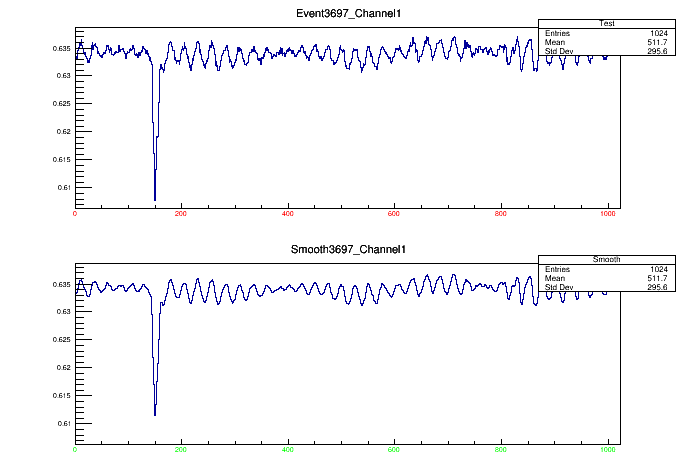 Event3697_Channel1
Test
Entries 1024
Mean 511.7
Std Dev 295.6
0.635
0.63
0.625
0.62
0.615
0.61
0 200 400 600 800 1000
Smooth3697_Channel1
Smooth
Entries 1024
Mean 511.7
Std Dev 295.6
0.635
0.63
0.625
0.62
0.615
0.61
0 200 400 600 800 1000